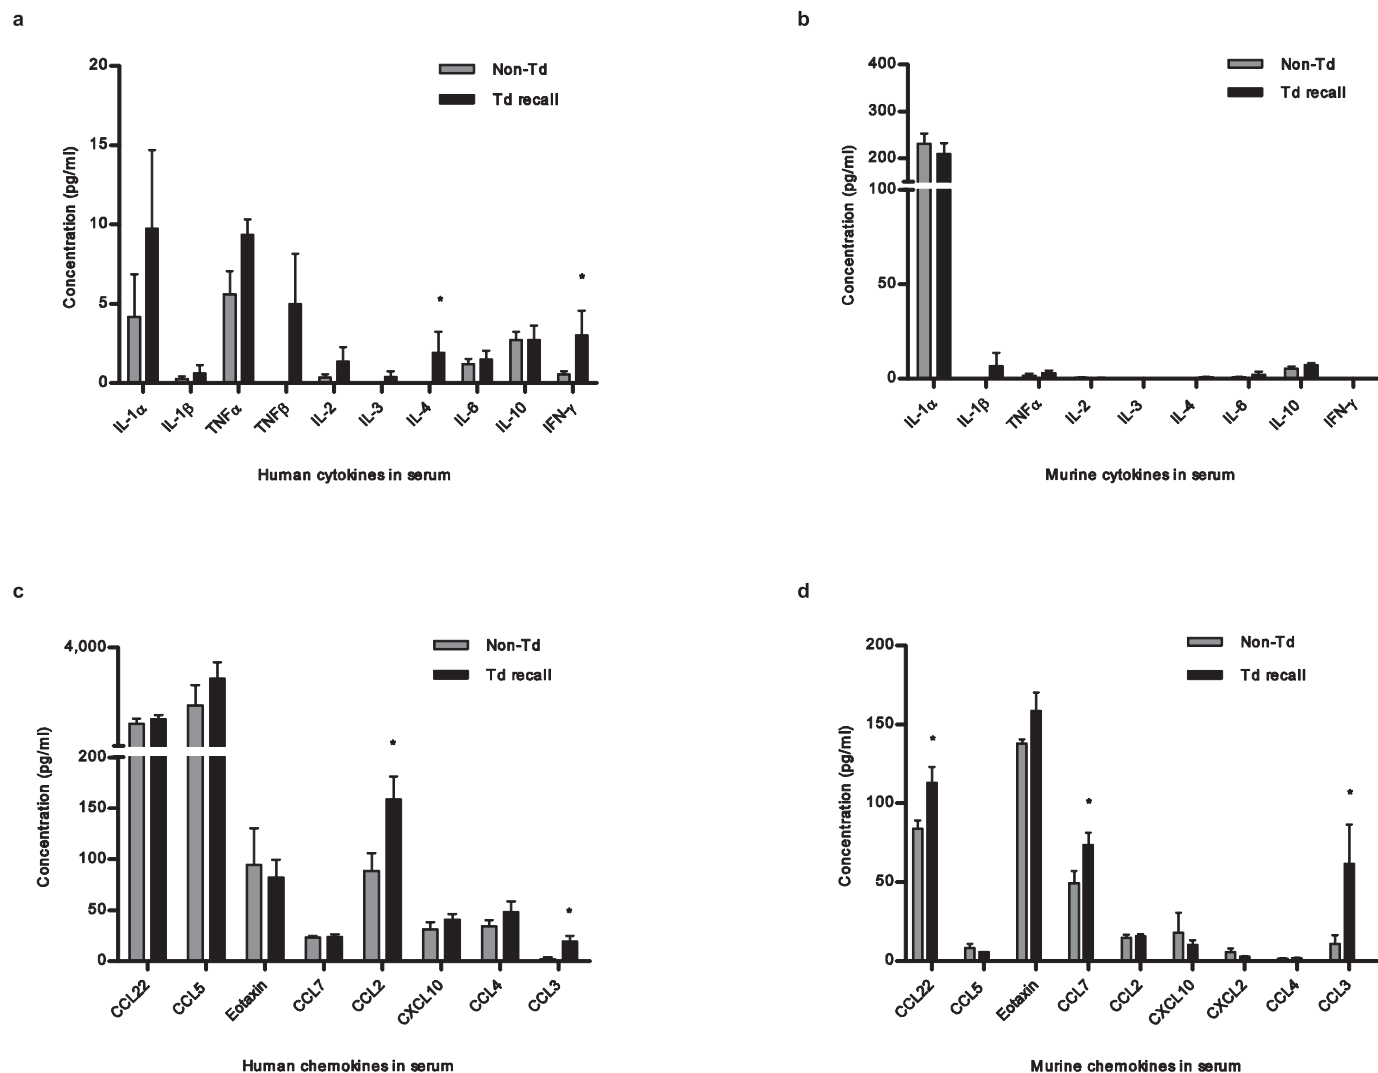 a
20
15
10
5
0
Concentration (pg/ml)
Non-Td
Td recall
*
*
IL-1α
IL-1β
TNFα
TNFβ
IL-2
IL-3
IL-4
IL-6
IL-10
IFN-γ
Human cytokines in serum
b
400
300
200
100
50
0
Concentration (pg/ml)
Non-Td
Td recall
IL-1α
IL-1β
TNFα
IL-2
IL-3
IL-4
IL-6
IL-10
IFN-γ
Murine cytokines in serum
c
4,000
200
150
100
50
0
Concentration (pg/ml)
Non-Td
Td recall
*
*
CCL22
CCL5
Eotaxin
CCL7
CCL2
CXCL10
CCL4
CCL3
Human chemokines in serum
d
200
150
100
50
0
Concentration (pg/ml)
Non-Td
Td recall
*
*
*
CCL22
CCL5
Eotaxin
CCL7
CCL2
CXCL10
CXCL2
CCL4
CCL3
Murine chemokines in serum